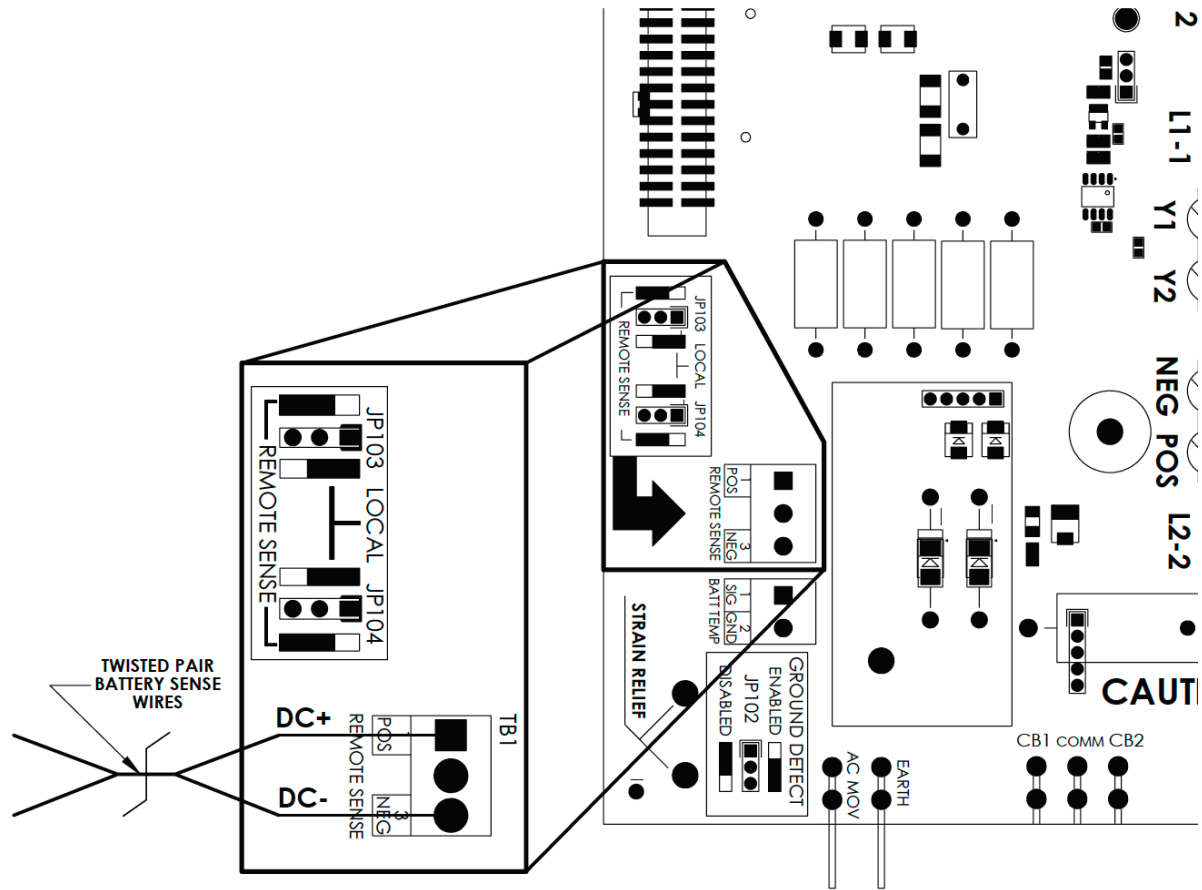 2
L1-1
Y1
Y2
NEG
POS
L2-2
JP103
LOCAL
JP104
REMOTE SENSE
1
POS
3
NEG
REMOTE SENSE
1
SIG
2
GND
BATT TEMP
STRAIN RELIEF
GROUND DETECT
ENABLED
JP102
DISABLED
AC MOV
EARTH
CB1 COMM CB2
CAUTI
JP103
LOCAL
JP104
REMOTE SENSE
TWISTED PAIR
BATTERY SENSE
WIRES
DC+
DC-
TB1
POS
3
NEG
REMOTE SENSE